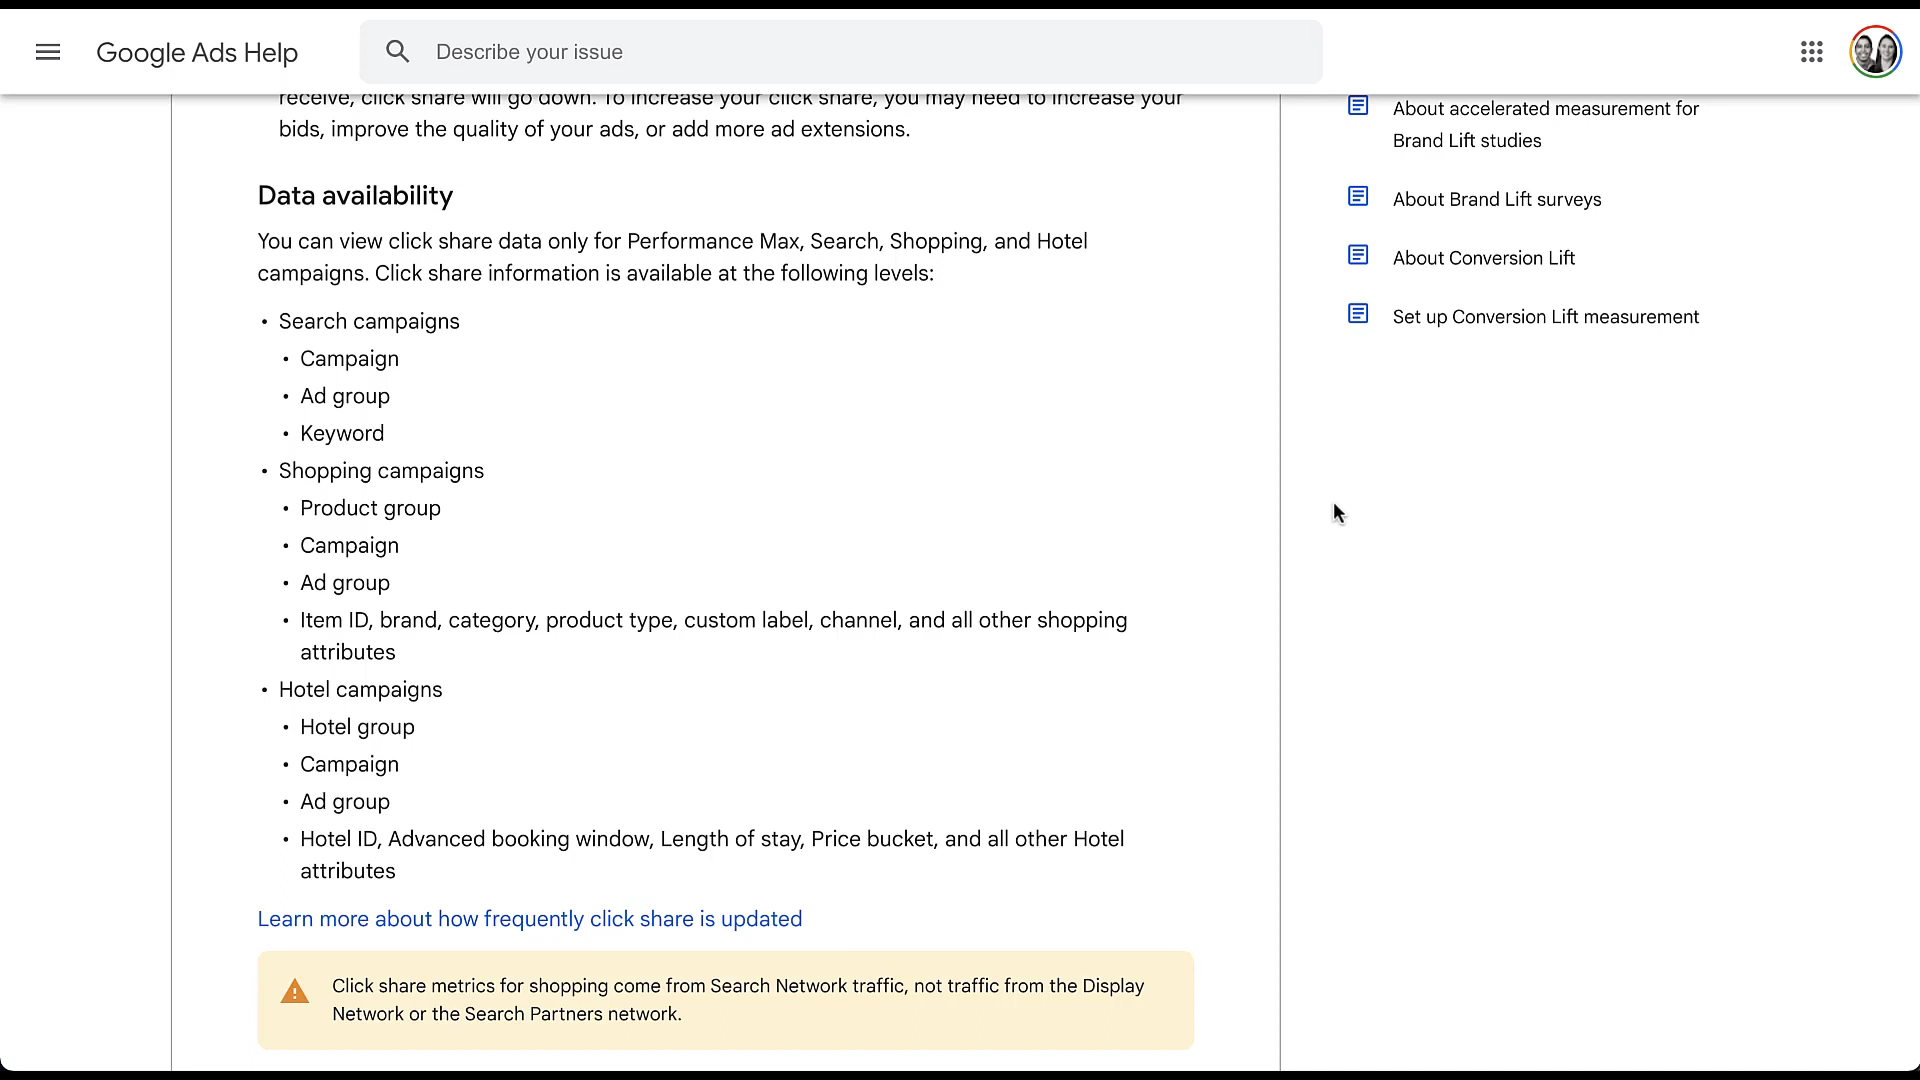 Google Ads Help
Describe your issue
receive, click share will go down. To increase your click share, you may need to increase your
bids, improve the quality of your ads, or add more ad extensions.
Data availability
You can view click share data only for Performance Max, Search, Shopping, and Hotel
campaigns. Click share information is available at the following levels:
• Search campaigns
• Campaign
• Ad group
• Keyword
• Shopping campaigns
• Product group
• Campaign
• Ad group
• Item ID, brand, category, product type, custom label, channel, and all other shopping
attributes
• Hotel campaigns
• Hotel group
• Campaign
• Ad group
• Hotel ID, Advanced booking window, Length of stay, Price bucket, and all other Hotel
attributes
Learn more about how frequently click share is updated
Click share metrics for shopping come from Search Network traffic, not traffic from the Display
Network or the Search Partners network.
About accelerated measurement for
Brand Lift studies
About Brand Lift surveys
About Conversion Lift
Set up Conversion Lift measurement